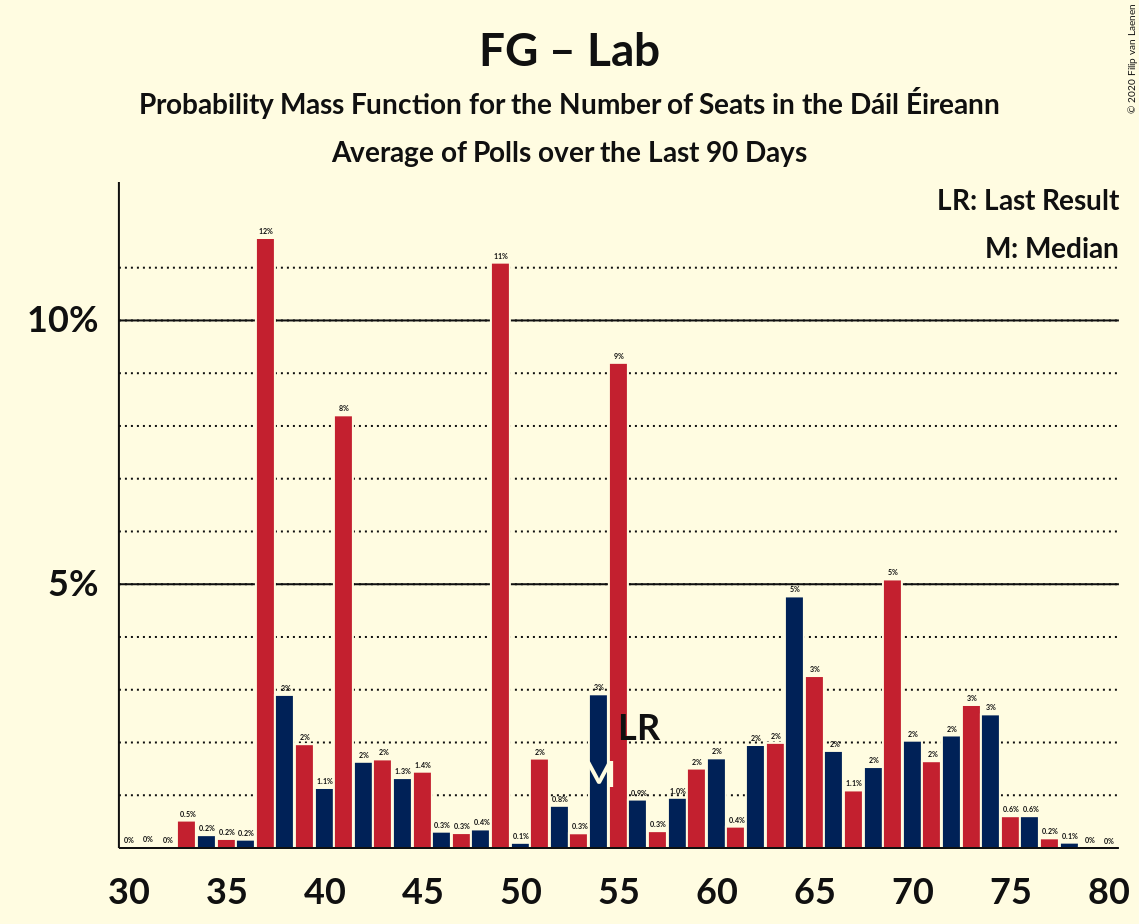 FG – Lab
Probability Mass Function for the Number of Seats in the Dáil Éireann
Average of Polls over the Last 90 Days
© 2020 Filip van Laenen
LR: Last Result
M: Median
10%
5%
0% 0% 0% 0.5% 0.2% 0.2% 0.2% 12% 3% 2% 1.1% 8% 2% 2% 1.3% 1.4% 0.3% 0.3% 0.4% 11% 0.1% 2% 0.8% 0.3% 3% 9% 0.9% 0.3% 1.0% 2% 2% 0.4% 2% 2% 5% 3% 2% 1.1% 2% 5% 2% 2% 2% 3% 3% 0.6% 0.6% 0.2% 0.1% 0% 0%
LR
M
30 35 40 45 50 55 60 65 70 75 80